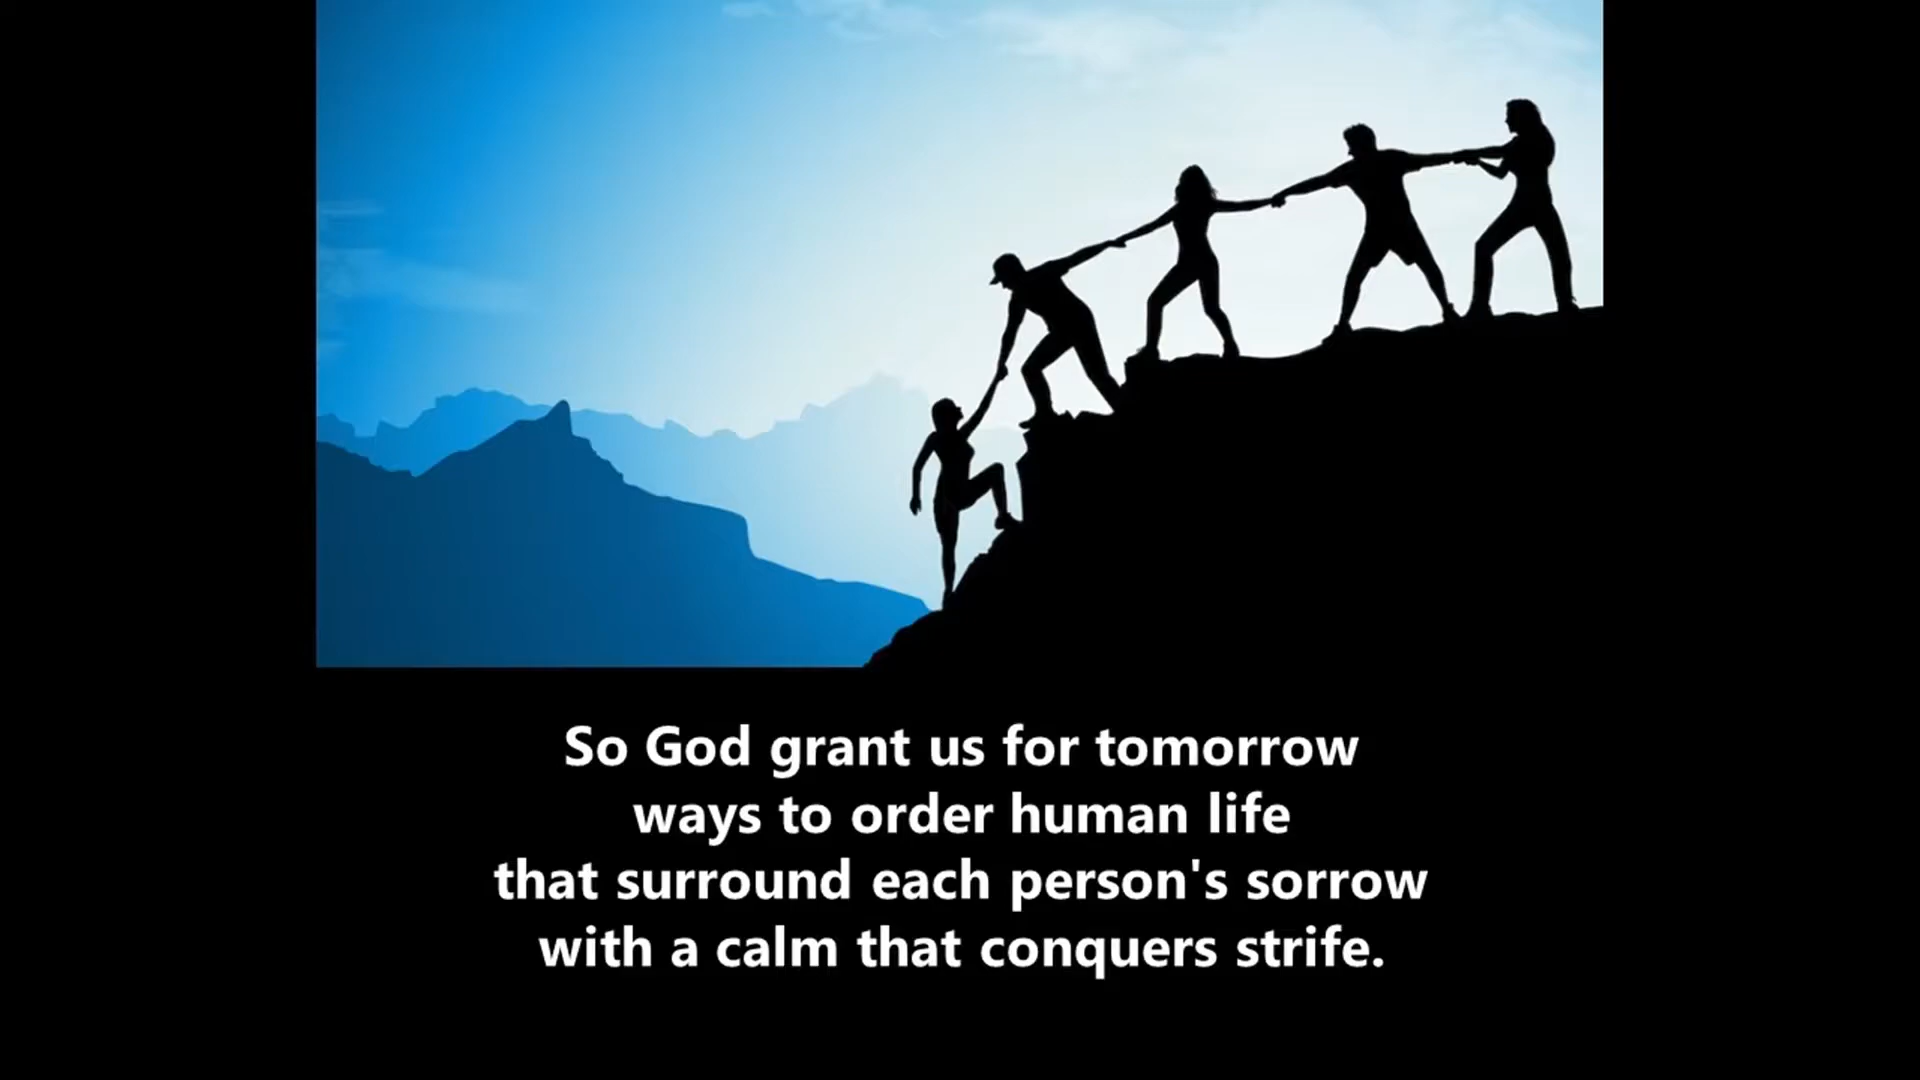 So God grant us for tomorrow
ways to order human life
that surround each person's sorrow
with a calm that conquers strife.